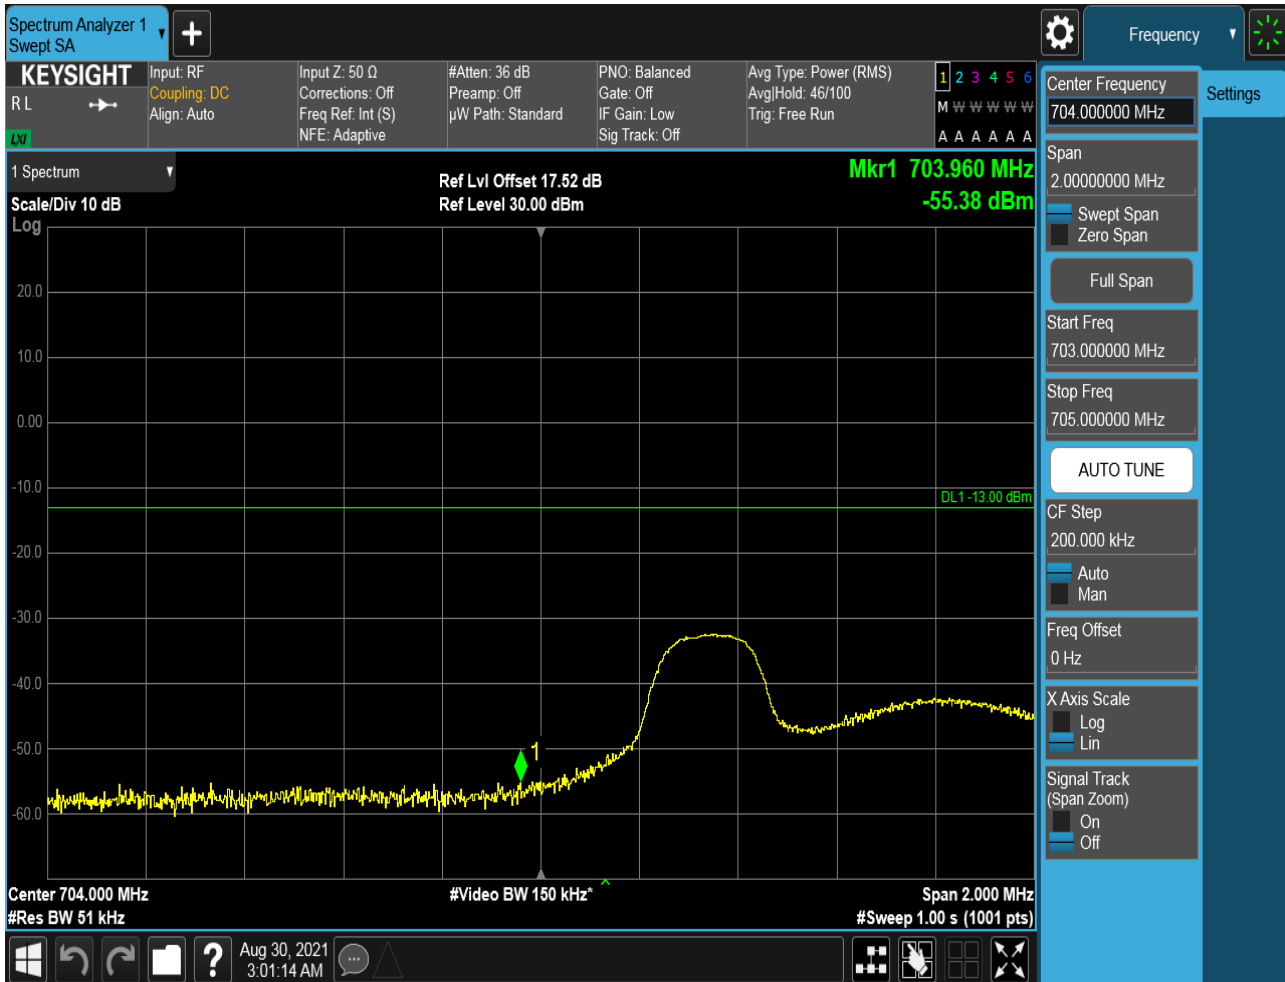 Spectrum Analyzer 1
Swept SA
+
Frequency
KEYSIGHT
R L
LXI
Input: RF
Coupling: DC
Align: Auto
Input Z: 50 Ω
Corrections: Off
Freq Ref: Int (S)
NFE: Adaptive
#Atten: 36 dB
Preamp: Off
µW Path: Standard
PNO: Balanced
Gate: Off
IF Gain: Low
Sig Track: Off
Avg Type: Power (RMS)
Avg|Hold: 46/100
Trig: Free Run
1 2 3 4 5 6
M W W W W W
A A A A A A
1 Spectrum
Scale/Div 10 dB
Log
Ref Lvl Offset 17.52 dB
Ref Level 30.00 dBm
Mkr1 703.960 MHz
-55.38 dBm
20.0
10.0
0.00
-10.0
DL1 -13.00 dBm
-20.0
-30.0
-40.0
-50.0
1
-60.0
Center 704.000 MHz
#Video BW 150 kHz*
Span 2.000 MHz
#Res BW 51 kHz
#Sweep 1.00 s (1001 pts)
Center Frequency
704.000000 MHz
Settings
Span
2.00000000 MHz
Swept Span
Zero Span
Full Span
Start Freq
703.000000 MHz
Stop Freq
705.000000 MHz
AUTO TUNE
CF Step
200.000 kHz
Auto
Man
Freq Offset
0 Hz
X Axis Scale
Log
Lin
Signal Track
(Span Zoom)
On
Off
?
Aug 30, 2021
3:01:14 AM